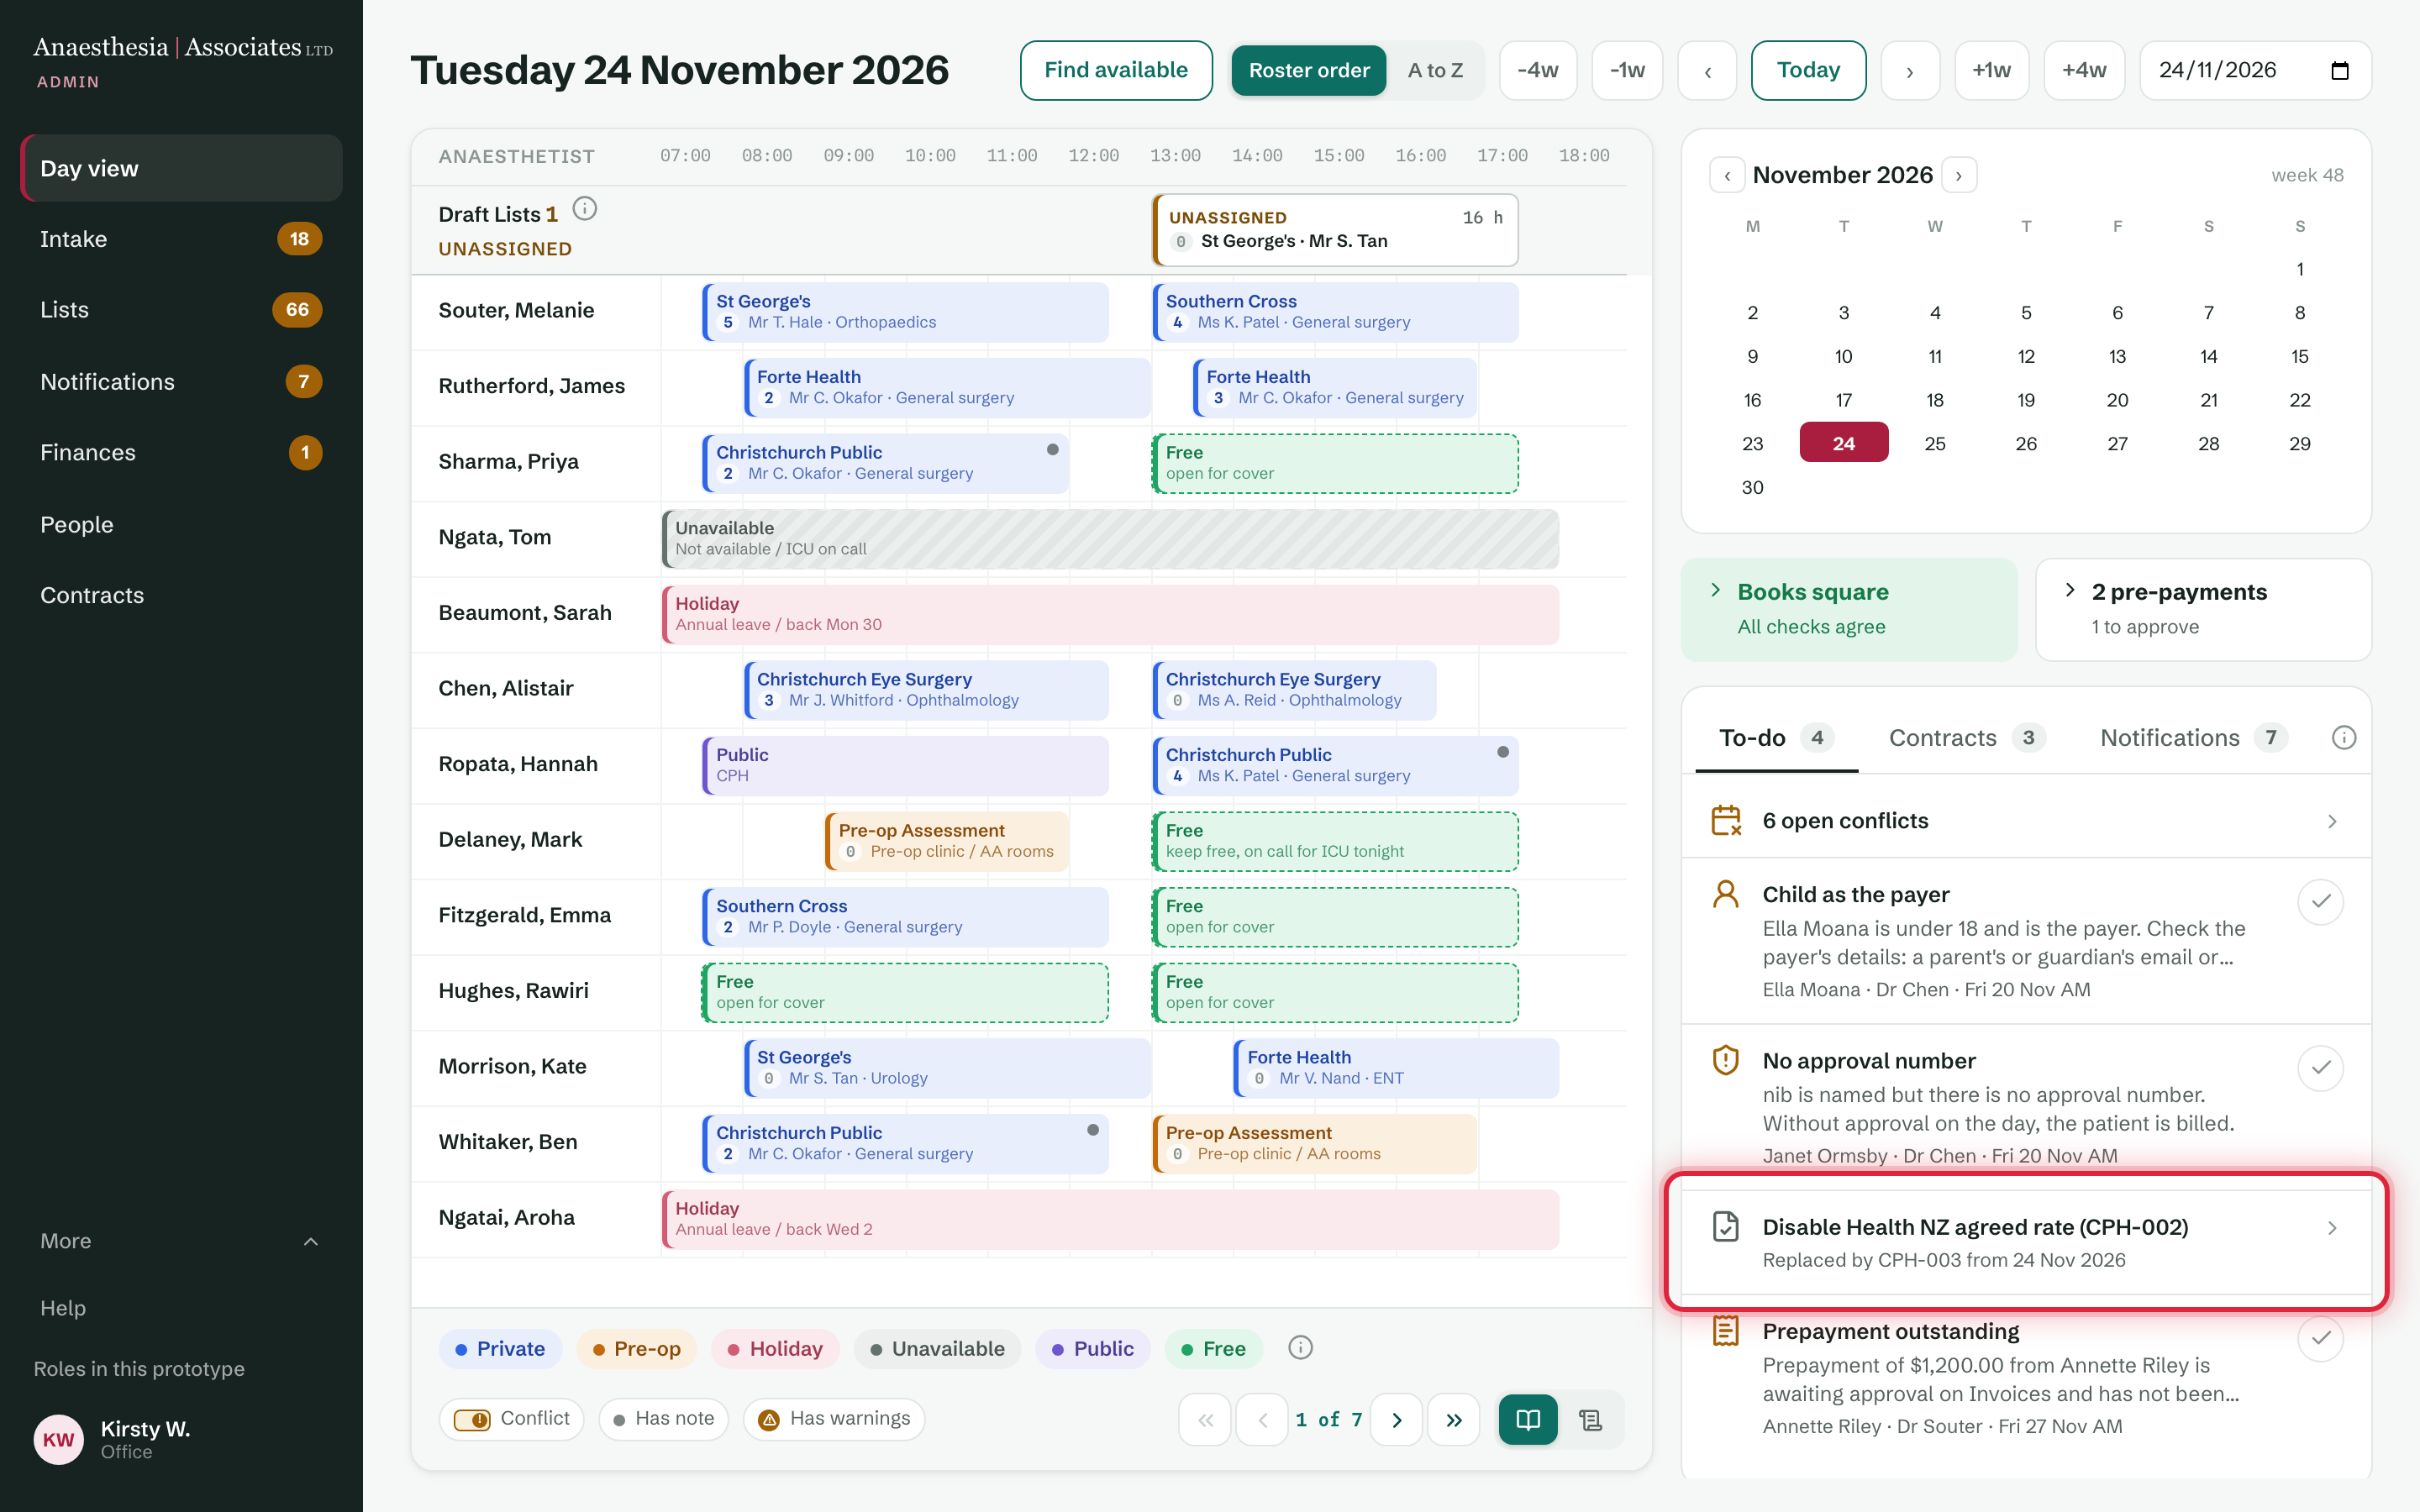 Anaesthesia | Associates LTD
ADMIN
Day view
Intake 18
Lists 66
Notifications 7
Finances 1
People
Contracts
More
Help
Roles in this prototype
KW
Kirsty W.
Office
Tuesday 24 November 2026
Find available
Roster order
A to Z
-4w
-1w
‹
Today
›
+1w
+4w
24/11/2026
ANAESTHETIST 07:00 08:00 09:00 10:00 11:00 12:00 13:00 14:00 15:00 16:00 17:00 18:00
Draft Lists 1
UNASSIGNED
UNASSIGNED 16 h
0 St George's · Mr S. Tan
Souter, Melanie
St George's
5 Mr T. Hale · Orthopaedics
Southern Cross
4 Ms K. Patel · General surgery
Rutherford, James
Forte Health
2 Mr C. Okafor · General surgery
Forte Health
3 Mr C. Okafor · General surgery
Sharma, Priya
Christchurch Public
2 Mr C. Okafor · General surgery
Free
open for cover
Ngata, Tom
Unavailable
Not available / ICU on call
Beaumont, Sarah
Holiday
Annual leave / back Mon 30
Chen, Alistair
Christchurch Eye Surgery
3 Mr J. Whitford · Ophthalmology
Christchurch Eye Surgery
0 Ms A. Reid · Ophthalmology
Ropata, Hannah
Public
CPH
Christchurch Public
4 Ms K. Patel · General surgery
Delaney, Mark
Pre-op Assessment
0 Pre-op clinic / AA rooms
Free
keep free, on call for ICU tonight
Fitzgerald, Emma
Southern Cross
2 Mr P. Doyle · General surgery
Free
open for cover
Hughes, Rawiri
Free
open for cover
Free
open for cover
Morrison, Kate
St George's
0 Mr S. Tan · Urology
Forte Health
0 Mr V. Nand · ENT
Whitaker, Ben
Christchurch Public
2 Mr C. Okafor · General surgery
Pre-op Assessment
0 Pre-op clinic / AA rooms
Ngatai, Aroha
Holiday
Annual leave / back Wed 2
Private
Pre-op
Holiday
Unavailable
Public
Free
Conflict
Has note
Has warnings
« ‹ 1 of 7 › »
‹ November 2026 › week 48
M T W T F S S
1
2 3 4 5 6 7 8
9 10 11 12 13 14 15
16 17 18 19 20 21 22
23 24 25 26 27 28 29
30
Books square
All checks agree
2 pre-payments
1 to approve
To-do 4
Contracts 3
Notifications 7
6 open conflicts
Child as the payer
Ella Moana is under 18 and is the payer. Check the
payer's details: a parent's or guardian's email or…
Ella Moana · Dr Chen · Fri 20 Nov AM
No approval number
nib is named but there is no approval number.
Without approval on the day, the patient is billed.
Janet Ormsby · Dr Chen · Fri 20 Nov AM
Disable Health NZ agreed rate (CPH-002)
Replaced by CPH-003 from 24 Nov 2026
Prepayment outstanding
Prepayment of $1,200.00 from Annette Riley is
awaiting approval on Invoices and has not been…
Annette Riley · Dr Souter · Fri 27 Nov AM